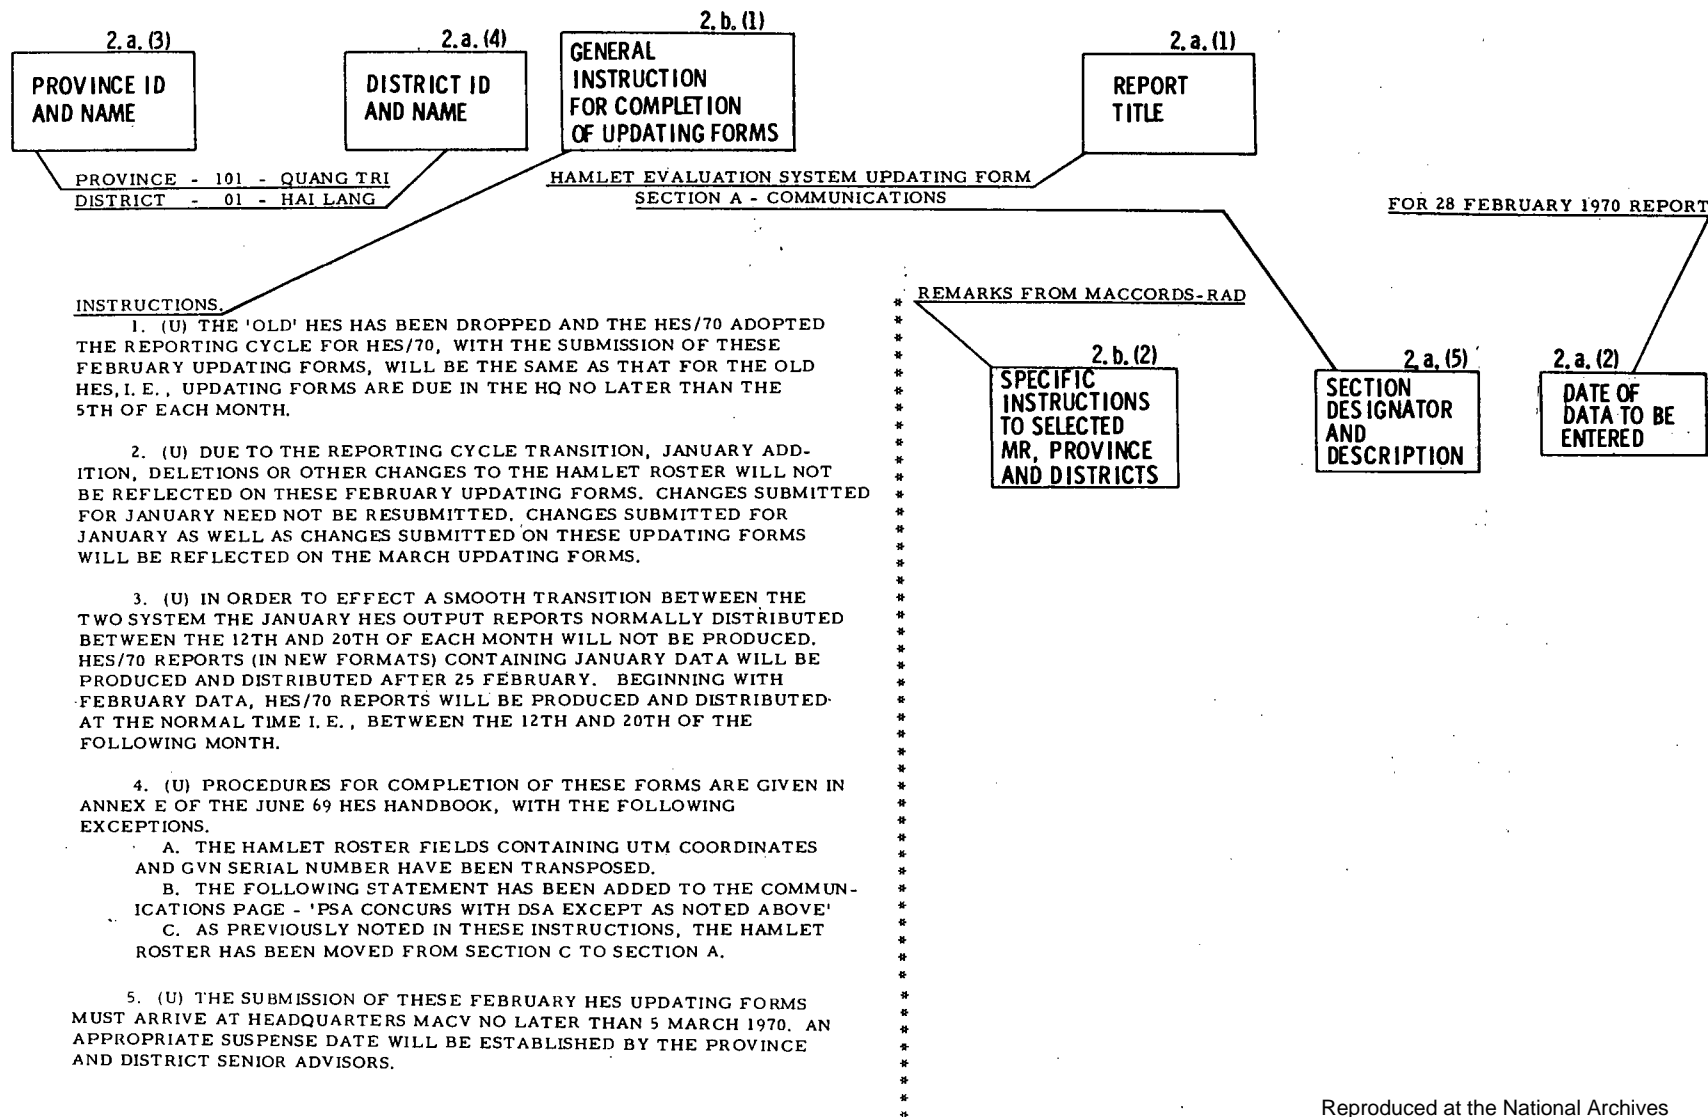 2. a. (3)
PROVINCE ID
AND NAME
2. a. (4)
DISTRICT ID
AND NAME
2. b. (1)
GENERAL
INSTRUCTION
FOR COMPLETION
OF UPDATING FORMS
2. a. (1)
REPORT
TITLE
PROVINCE - 101 - QUANG TRI
DISTRICT - 01 - HAI LANG
HAMLET EVALUATION SYSTEM UPDATING FORM
SECTION A - COMMUNICATIONS
FOR 28 FEBRUARY 1970 REPORT
INSTRUCTIONS.
1. (U) THE 'OLD' HES HAS BEEN DROPPED AND THE HES/70 ADOPTED
THE REPORTING CYCLE FOR HES/70, WITH THE SUBMISSION OF THESE
FEBRUARY UPDATING FORMS, WILL BE THE SAME AS THAT FOR THE OLD
HES, I. E., UPDATING FORMS ARE DUE IN THE HQ NO LATER THAN THE
5TH OF EACH MONTH.
2. (U) DUE TO THE REPORTING CYCLE TRANSITION, JANUARY ADD-
ITION, DELETIONS OR OTHER CHANGES TO THE HAMLET ROSTER WILL NOT
BE REFLECTED ON THESE FEBRUARY UPDATING FORMS. CHANGES SUBMITTED
FOR JANUARY NEED NOT BE RESUBMITTED. CHANGES SUBMITTED FOR
JANUARY AS WELL AS CHANGES SUBMITTED ON THESE UPDATING FORMS
WILL BE REFLECTED ON THE MARCH UPDATING FORMS.
3. (U) IN ORDER TO EFFECT A SMOOTH TRANSITION BETWEEN THE
TWO SYSTEM THE JANUARY HES OUTPUT REPORTS NORMALLY DISTRIBUTED
BETWEEN THE 12TH AND 20TH OF EACH MONTH WILL NOT BE PRODUCED.
HES/70 REPORTS (IN NEW FORMATS) CONTAINING JANUARY DATA WILL BE
PRODUCED AND DISTRIBUTED AFTER 25 FEBRUARY. BEGINNING WITH
FEBRUARY DATA, HES/70 REPORTS WILL BE PRODUCED AND DISTRIBUTED
AT THE NORMAL TIME I. E., BETWEEN THE 12TH AND 20TH OF THE
FOLLOWING MONTH.
4. (U) PROCEDURES FOR COMPLETION OF THESE FORMS ARE GIVEN IN
ANNEX E OF THE JUNE 69 HES HANDBOOK, WITH THE FOLLOWING
EXCEPTIONS.
A. THE HAMLET ROSTER FIELDS CONTAINING UTM COORDINATES
AND GVN SERIAL NUMBER HAVE BEEN TRANSPOSED.
B. THE FOLLOWING STATEMENT HAS BEEN ADDED TO THE COMMUN-
ICATIONS PAGE - 'PSA CONCURS WITH DSA EXCEPT AS NOTED ABOVE'
C. AS PREVIOUSLY NOTED IN THESE INSTRUCTIONS, THE HAMLET
ROSTER HAS BEEN MOVED FROM SECTION C TO SECTION A.
5. (U) THE SUBMISSION OF THESE FEBRUARY HES UPDATING FORMS
MUST ARRIVE AT HEADQUARTERS MACV NO LATER THAN 5 MARCH 1970. AN
APPROPRIATE SUSPENSE DATE WILL BE ESTABLISHED BY THE PROVINCE
AND DISTRICT SENIOR ADVISORS.
REMARKS FROM MACCORDS-RAD
2. b. (2)
SPECIFIC
INSTRUCTIONS
TO SELECTED
MR, PROVINCE
AND DISTRICTS
2. a. (5)
SECTION
DESIGNATOR
AND
DESCRIPTION
2. a. (2)
DATE OF
DATA TO BE
ENTERED
Reproduced at the National Archives